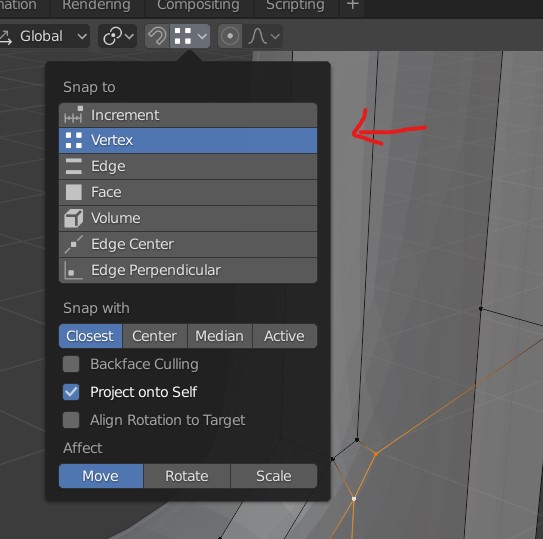 Rendering Compositing Scripting +
Global
Snap to
Increment
Vertex
Edge
Face
Volume
Edge Center
Edge Perpendicular
Snap with
Closest Center Median Active
Backface Culling
Project onto Self
Align Rotation to Target
Affect
Move Rotate Scale